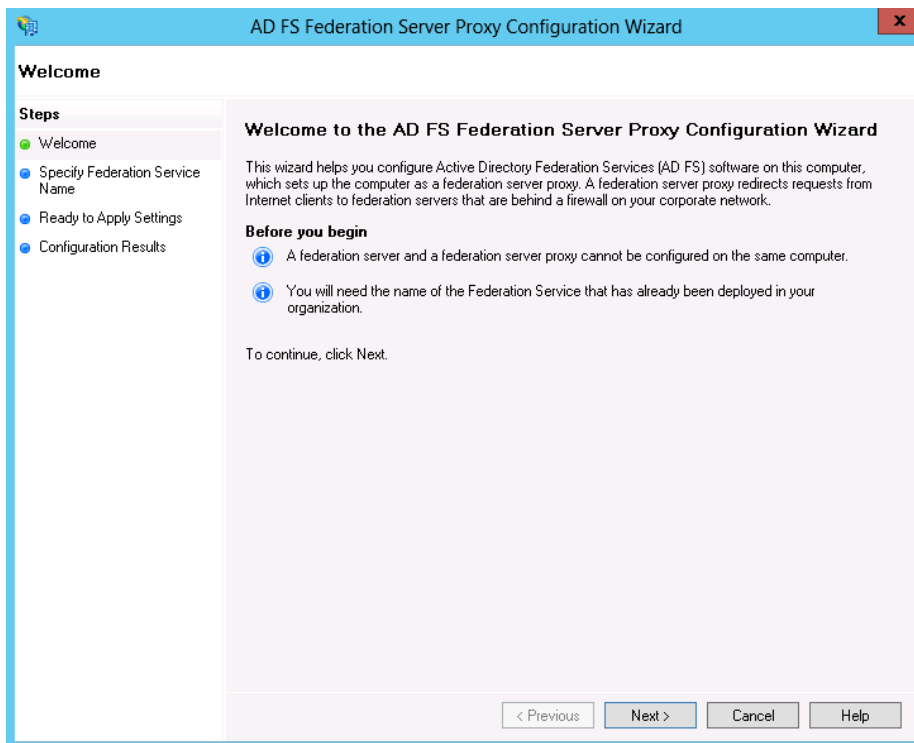 AD FS Federation Server Proxy Configuration Wizard
x
Welcome
Steps
Welcome
Specify Federation Service
Name
Ready to Apply Settings
Configuration Results
Welcome to the AD FS Federation Server Proxy Configuration Wizard
This wizard helps you configure Active Directory Federation Services (AD FS) software on this computer,
which sets up the computer as a federation server proxy. A federation server proxy redirects requests from
Internet clients to federation servers that are behind a firewall on your corporate network.
Before you begin
A federation server and a federation server proxy cannot be configured on the same computer.
You will need the name of the Federation Service that has already been deployed in your
organization.
To continue, click Next.
< Previous
Next >
Cancel
Help